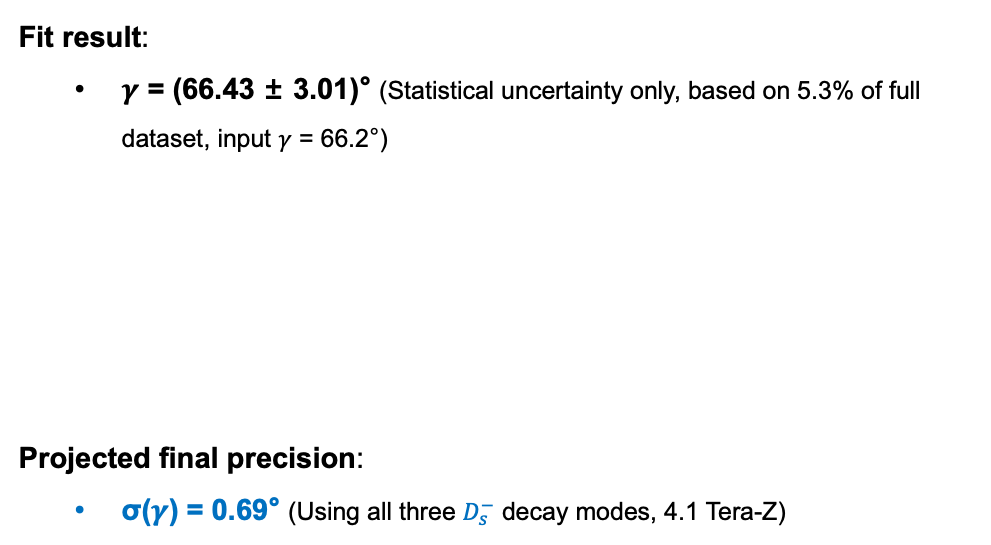 Fit result:
• γ = (66.43 ± 3.01)° (Statistical uncertainty only, based on 5.3% of full
dataset, input γ = 66.2°)
Projected final precision:
• σ(γ) = 0.69° (Using all three Dₛ⁻ decay modes, 4.1 Tera-Z)